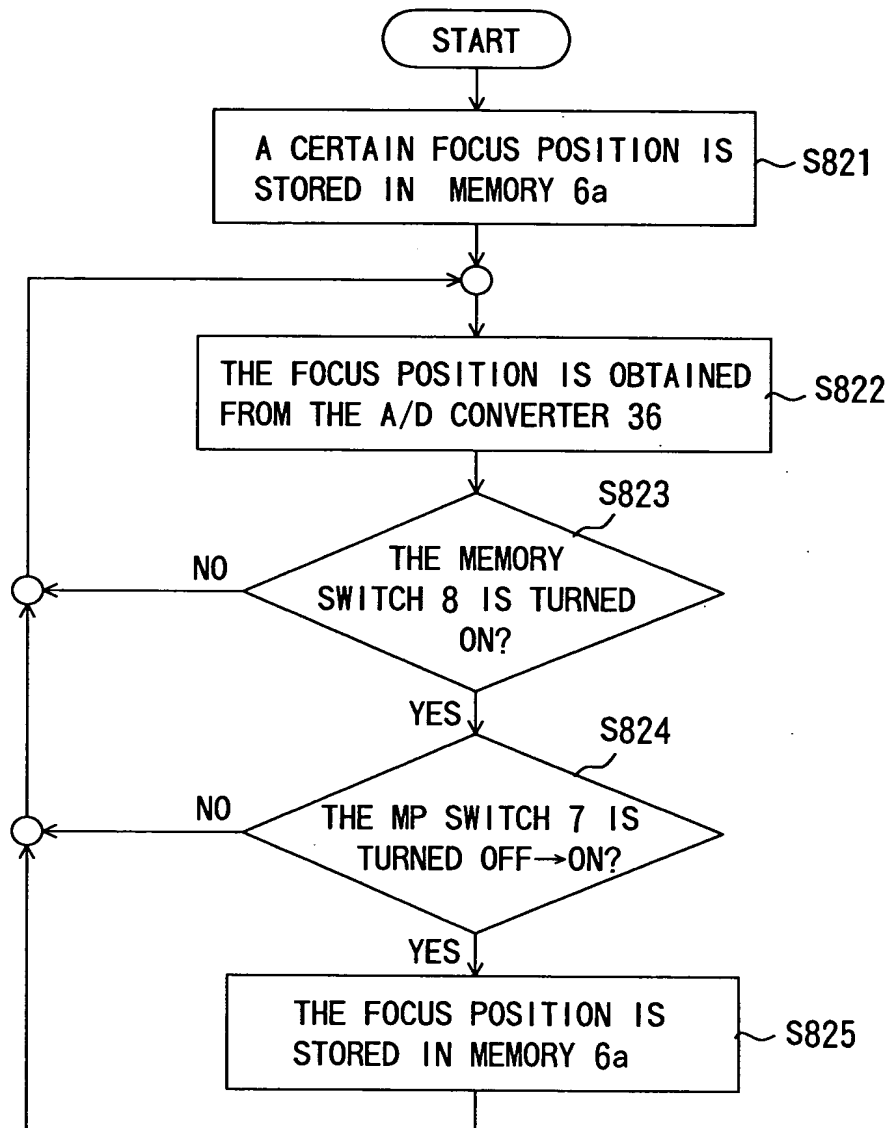 START
A CERTAIN FOCUS POSITION IS
STORED IN MEMORY 6a
S821
THE FOCUS POSITION IS OBTAINED
FROM THE A/D CONVERTER 36
S822
S823
THE MEMORY
SWITCH 8 IS TURNED
ON?
NO
YES
S824
THE MP SWITCH 7 IS
TURNED OFF→ON?
NO
YES
THE FOCUS POSITION IS
STORED IN MEMORY 6a
S825